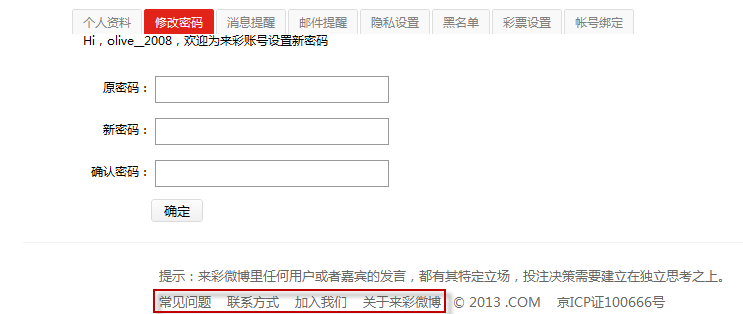 个人资料 修改密码 消息提醒 邮件提醒 隐私设置 黑名单 彩票设置 帐号绑定
Hi，olive__2008，欢迎为来彩账号设置新密码
原密码：
新密码：
确认密码：
确定
提示：来彩微博里任何用户或者嘉宾的发言，都有其特定立场，投注决策需要建立在独立思考之上。
常见问题 联系方式 加入我们 关于来彩微博 © 2013 .COM 京ICP证100666号